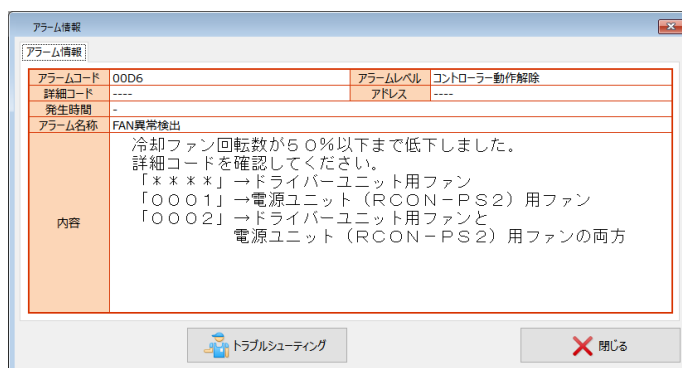 アラーム情報
アラーム情報
アラームコード 00D6 アラームレベル コントローラー動作解除
詳細コード ---- アドレス ----
発生時間 -
アラーム名称 FAN異常検出
内容
冷却ファン回転数が５０％以下まで低下しました。
詳細コードを確認してください。
「＊＊＊＊」→ドライバーユニット用ファン
「０００１」→電源ユニット（ＲＣＯＮ－ＰＳ２）用ファン
「０００２」→ドライバーユニット用ファンと
電源ユニット（ＲＣＯＮ－ＰＳ２）用ファンの両方
トラブルシューティング 閉じる